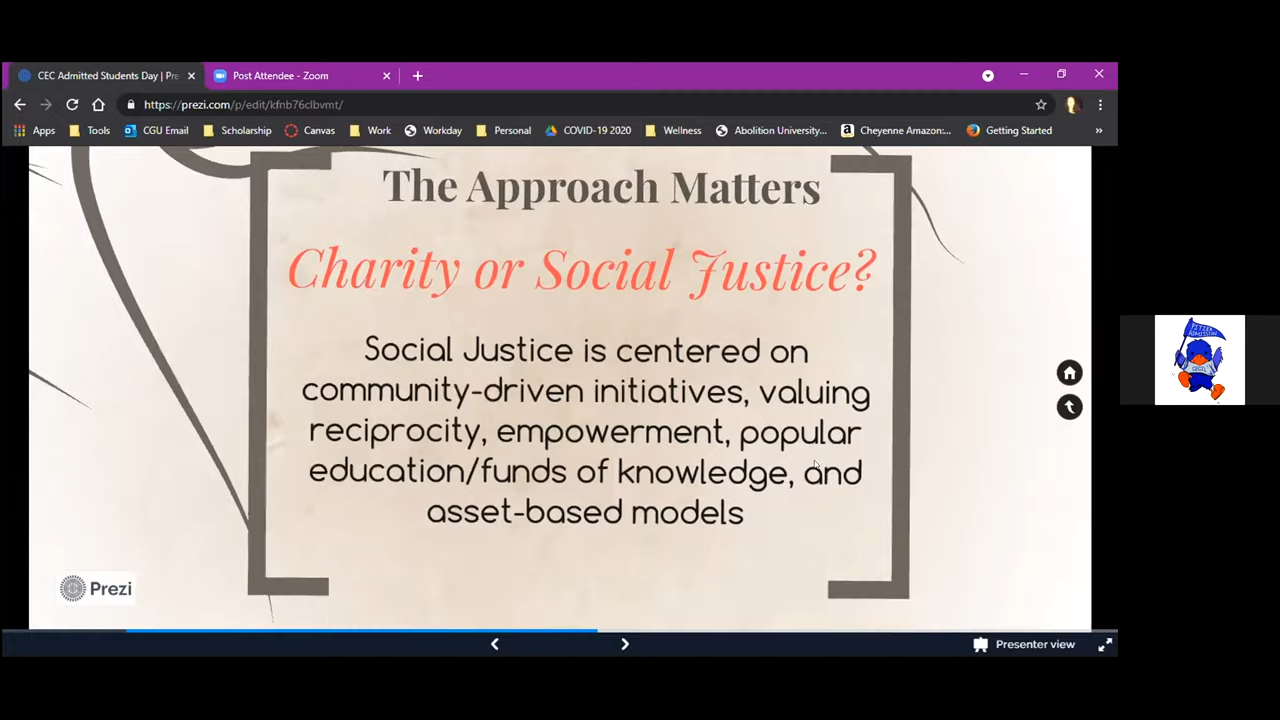 CEC Admitted Students Day | Pre
Post Attendee - Zoom
https://prezi.com/p/edit/kfnb76clbvmt/
Apps Tools CGU Email Scholarship Canvas Work Workday Personal COVID-19 2020 Wellness Abolition University... Cheyenne Amazon:... Getting Started »
The Approach Matters
Charity or Social Justice?
Social Justice is centered on
community-driven initiatives, valuing
reciprocity, empowerment, popular
education/funds of knowledge, and
asset-based models
PITZER
ADMISSION
CECIL
Prezi
Presenter view